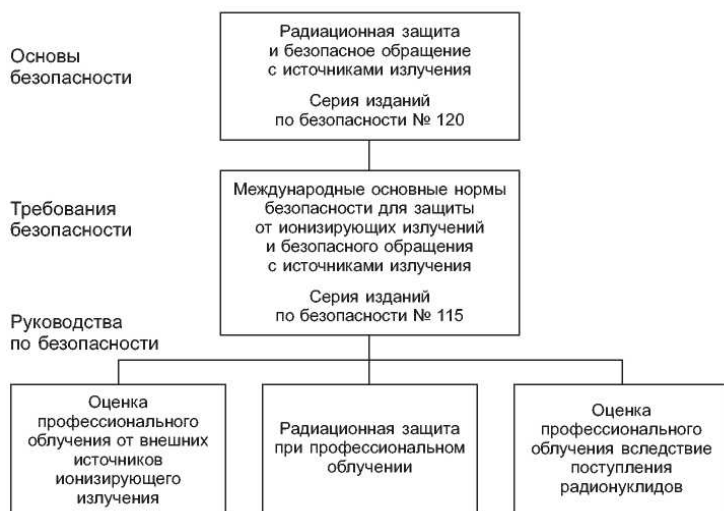 Основы
безопасности
Радиационная защита
и безопасное обращение
с источниками излучения
Серия изданий
по безопасности № 120
Требования
безопасности
Международные основные нормы
безопасности для защиты
от ионизирующих излучений
и безопасного обращения
с источниками излучения
Серия изданий
по безопасности № 115
Руководства
по безопасности
Оценка
профессионального
облучения от внешних
источников
ионизирующего
излучения
Радиационная защита
при профессиональном
облучении
Оценка
профессионального
облучения вследствие
поступления
радионуклидов